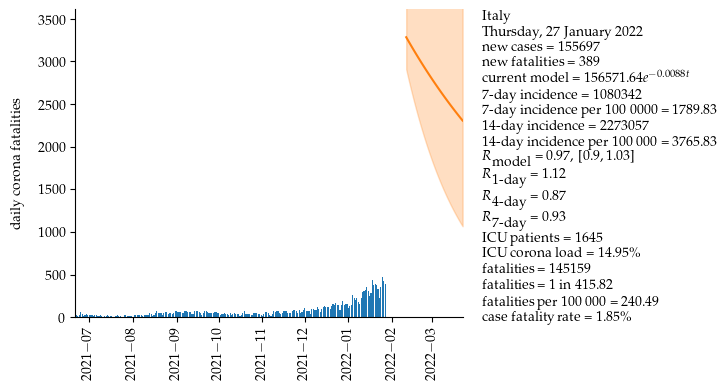 3500
3000
2500
2000
1500
1000
500
0
daily corona fatalities
2021−07
2021−08
2021−09
2021−10
2021−11
2021−12
2022−01
2022−02
2022−03
Italy
Thursday, 27 January 2022
new cases = 155697
new fatalities = 389
current model = 156571.64e^{−0.0088t}
7-day incidence = 1080342
7-day incidence per 100 0000 = 1789.83
14-day incidence = 2273057
14-day incidence per 100 000 = 3765.83
R_model = 0.97, [0.9, 1.03]
R_1-day = 1.12
R_4-day = 0.87
R_7-day = 0.93
ICU patients = 1645
ICU corona load = 14.95%
fatalities = 145159
fatalities = 1 in 415.82
fatalities per 100 000 = 240.49
case fatality rate = 1.85%